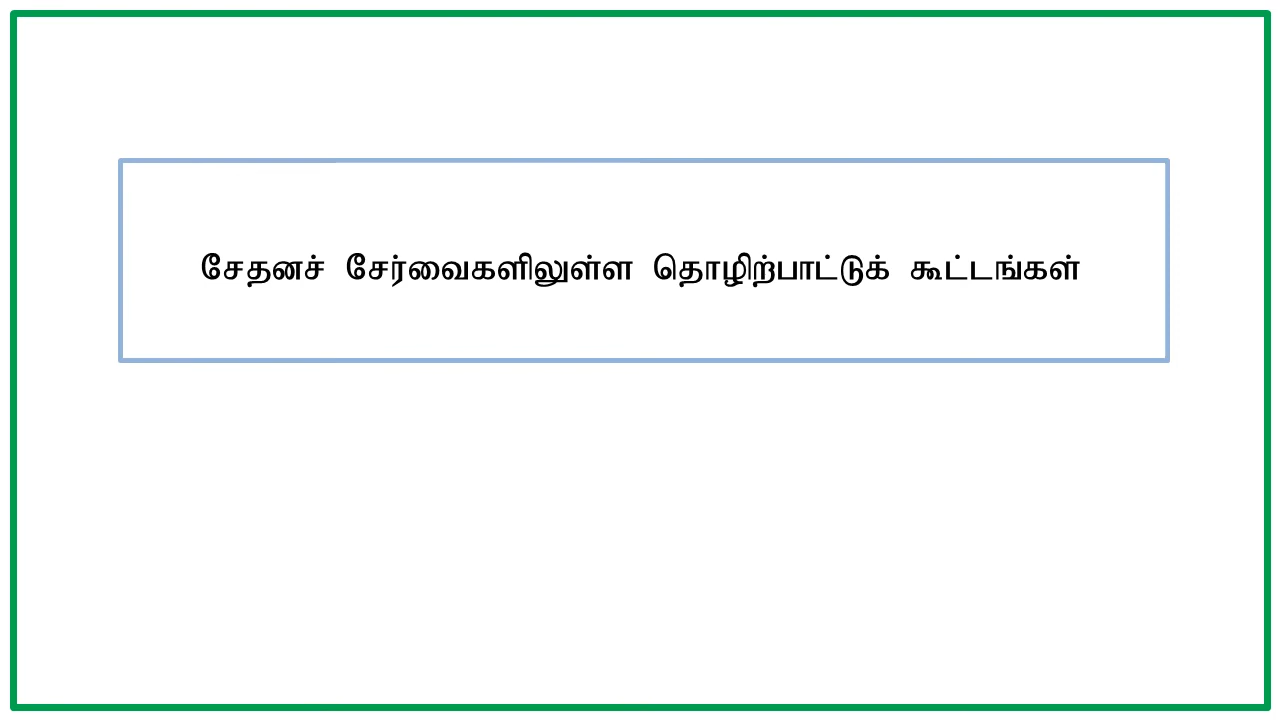 சேதனச் சேர்வைகளிலுள்ள தொழிற்பாட்டுக் கூட்டங்கள்